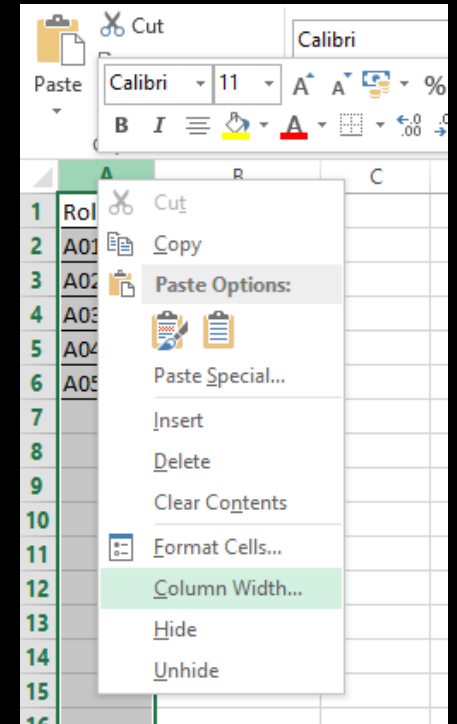 Cut
Calibri
Paste
Calibri 11 A A %
B I A .00
A B C
1 Rol
2 A01
3 A02
4 A03
5 A04
6 A05
7
8
9
10
11
12
13
14
15
16
Cut
Copy
Paste Options:
Paste Special...
Insert
Delete
Clear Contents
Format Cells...
Column Width...
Hide
Unhide